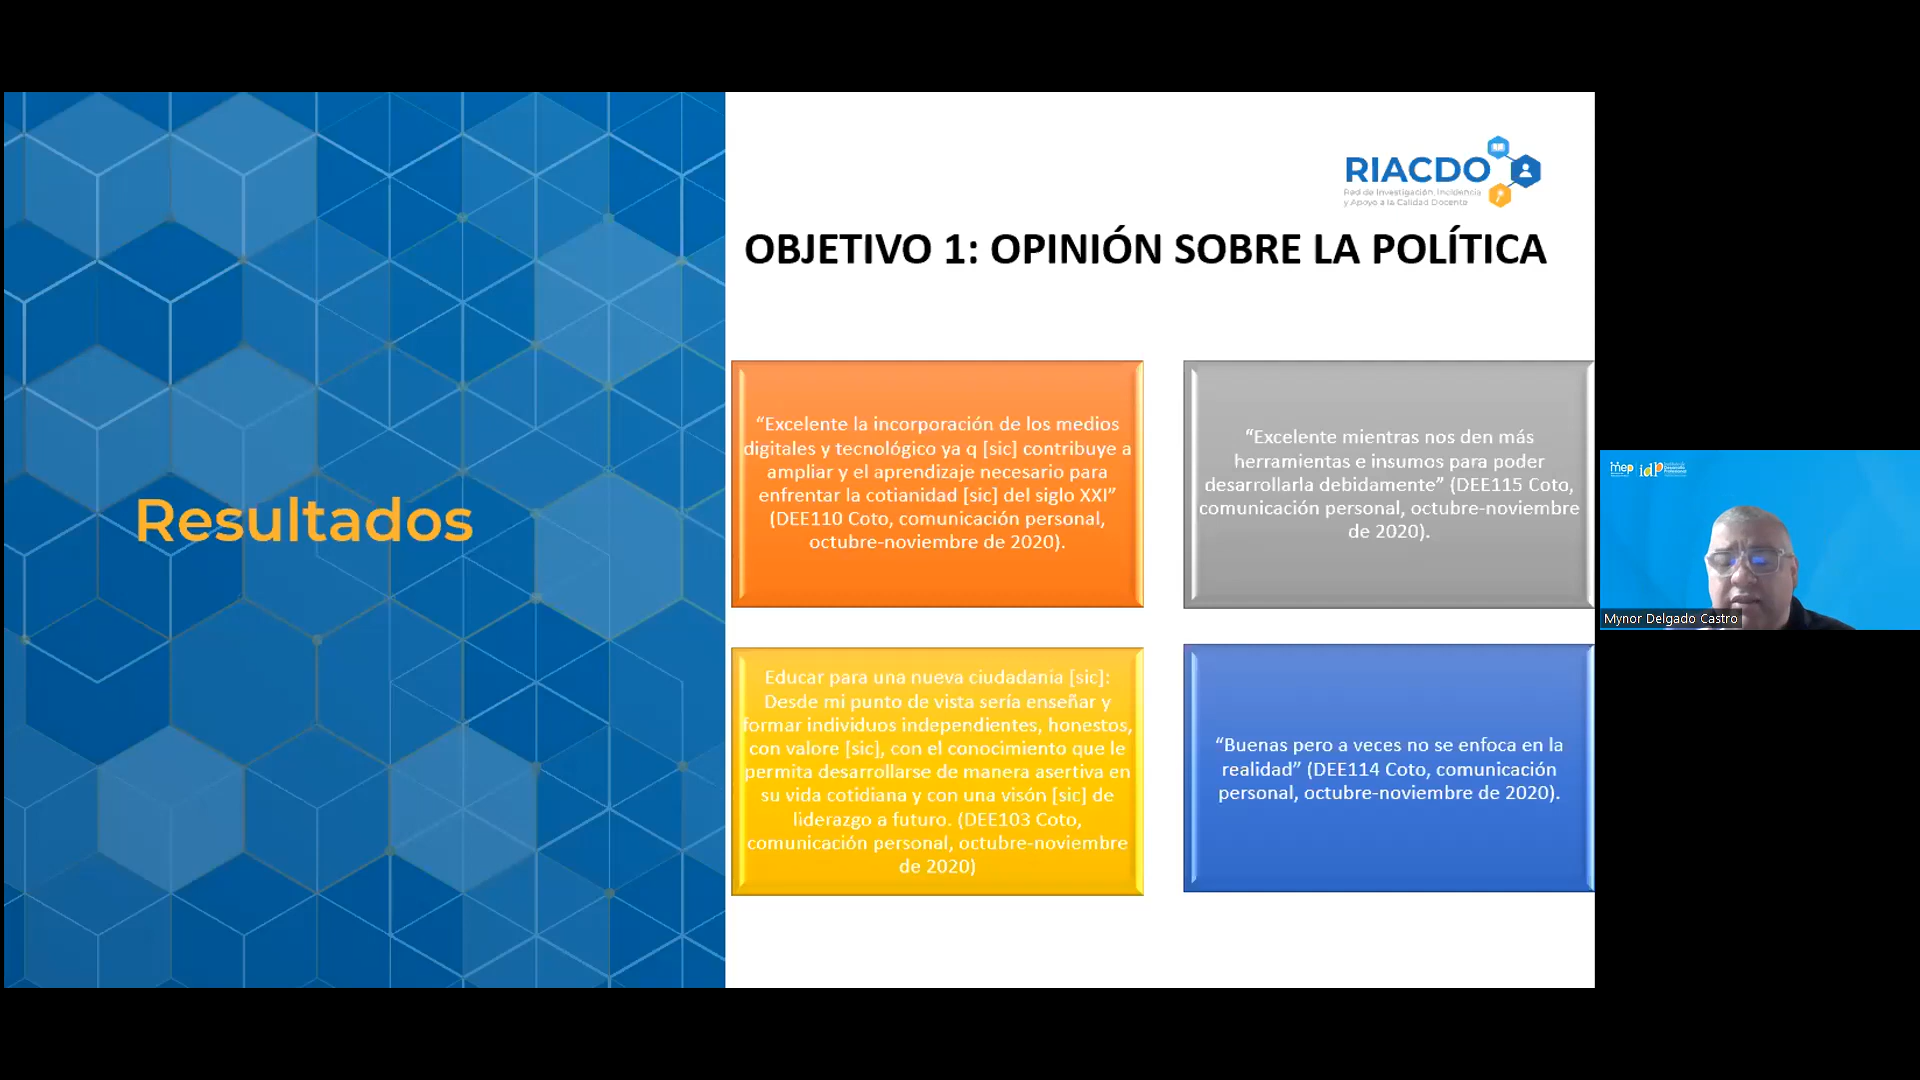 Resultados
RIACDO
Red de Investigación, Incidencia
y Apoyo a la Calidad Docente
OBJETIVO 1: OPINIÓN SOBRE LA POLÍTICA
“Excelente la incorporación de los medios
digitales y tecnológico ya q [sic] contribuye a
ampliar y el aprendizaje necesario para
enfrentar la cotianidad [sic] del siglo XXI”
(DEE110 Coto, comunicación personal,
octubre-noviembre de 2020).
“Excelente mientras nos den más
herramientas e insumos para poder
desarrollarla debidamente” (DEE115 Coto,
comunicación personal, octubre-noviembre
de 2020).
Educar para una nueva ciudadania [sic]:
Desde mi punto de vista sería enseñar y
formar individuos independientes, honestos,
con valore [sic], con el conocimiento que le
permita desarrollarse de manera asertiva en
su vida cotidiana y con una visón [sic] de
liderazgo a futuro. (DEE103 Coto,
comunicación personal, octubre-noviembre
de 2020)
“Buenas pero a veces no se enfoca en la
realidad” (DEE114 Coto, comunicación
personal, octubre-noviembre de 2020).
mep idp
Mynor Delgado Castro